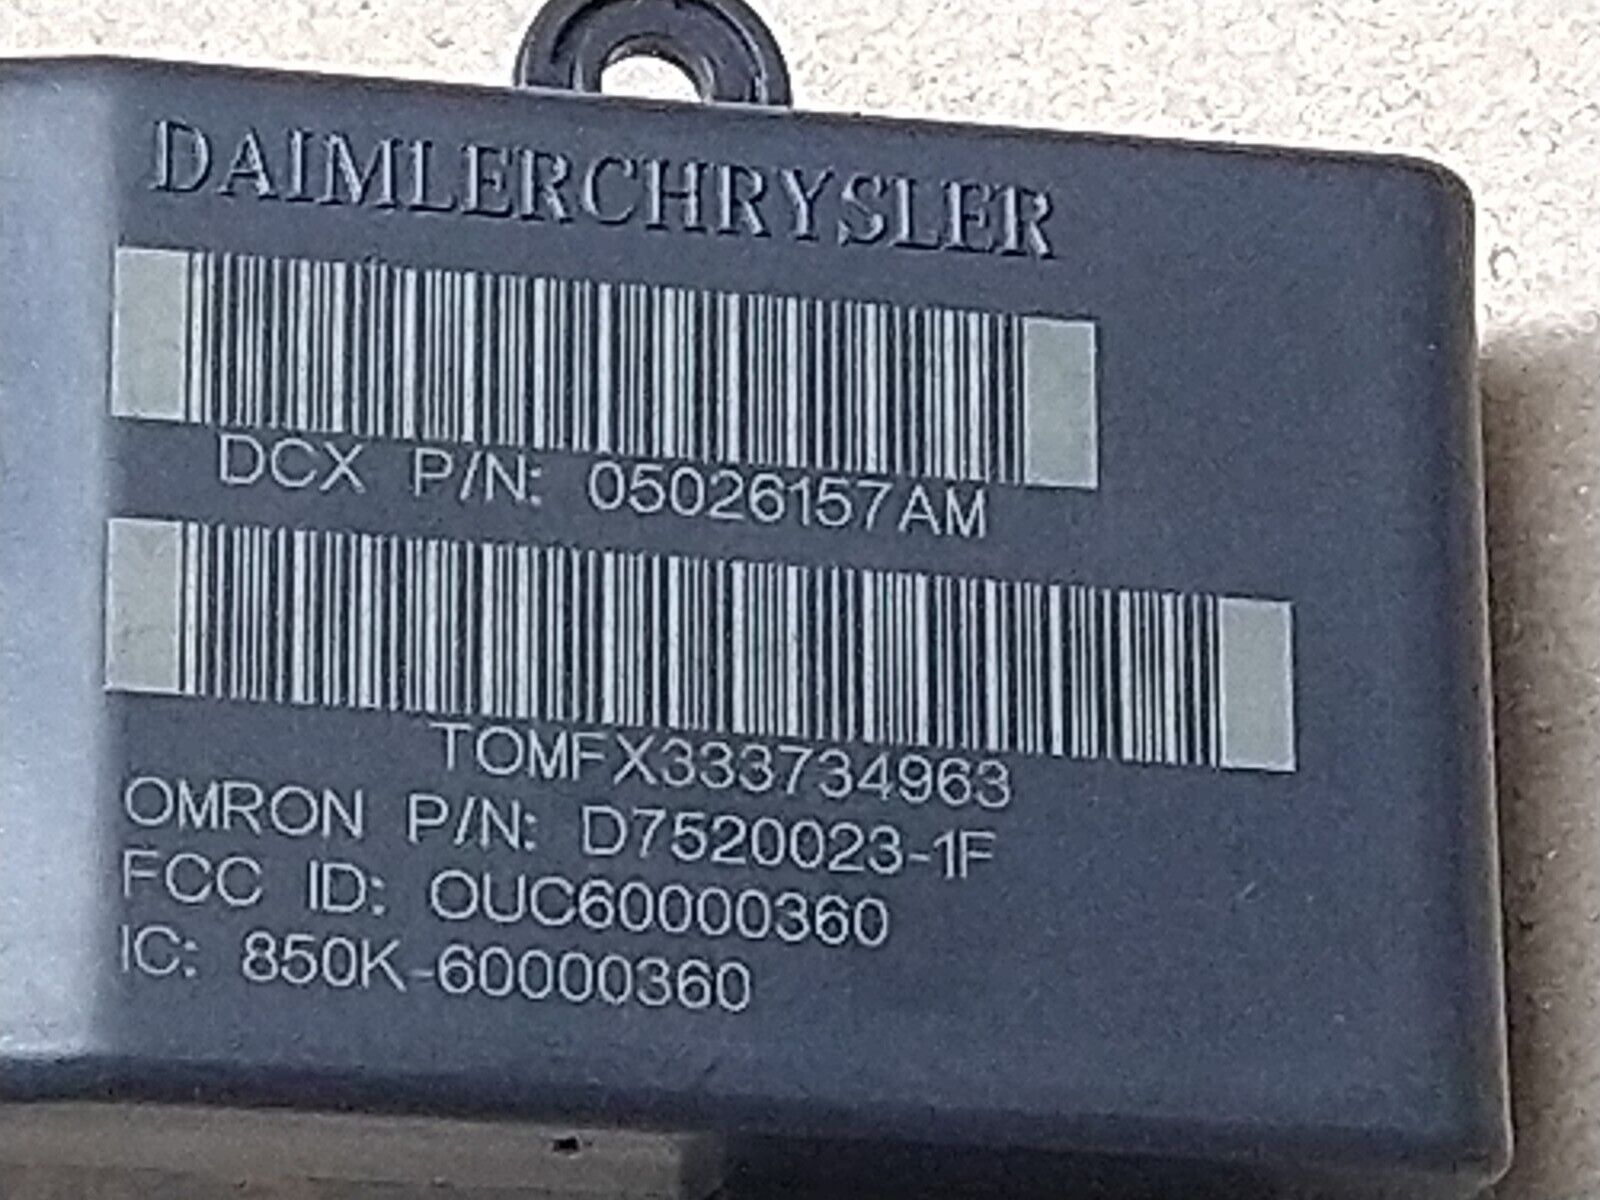 DAIMLERCHRYSLER
DCX P/N: 05026157AM
TOMFX333734963
OMRON P/N: D7520023-1F
FCC ID: OUC60000360
IC: 850K-60000360